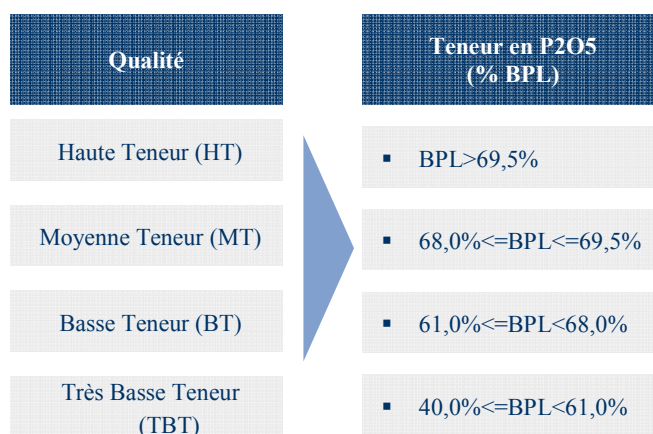 Qualité
Teneur en P2O5
(% BPL)
Haute Teneur (HT)
▪ BPL>69,5%
Moyenne Teneur (MT)
▪ 68,0%<=BPL<=69,5%
Basse Teneur (BT)
▪ 61,0%<=BPL<68,0%
Très Basse Teneur
(TBT)
▪ 40,0%<=BPL<61,0%